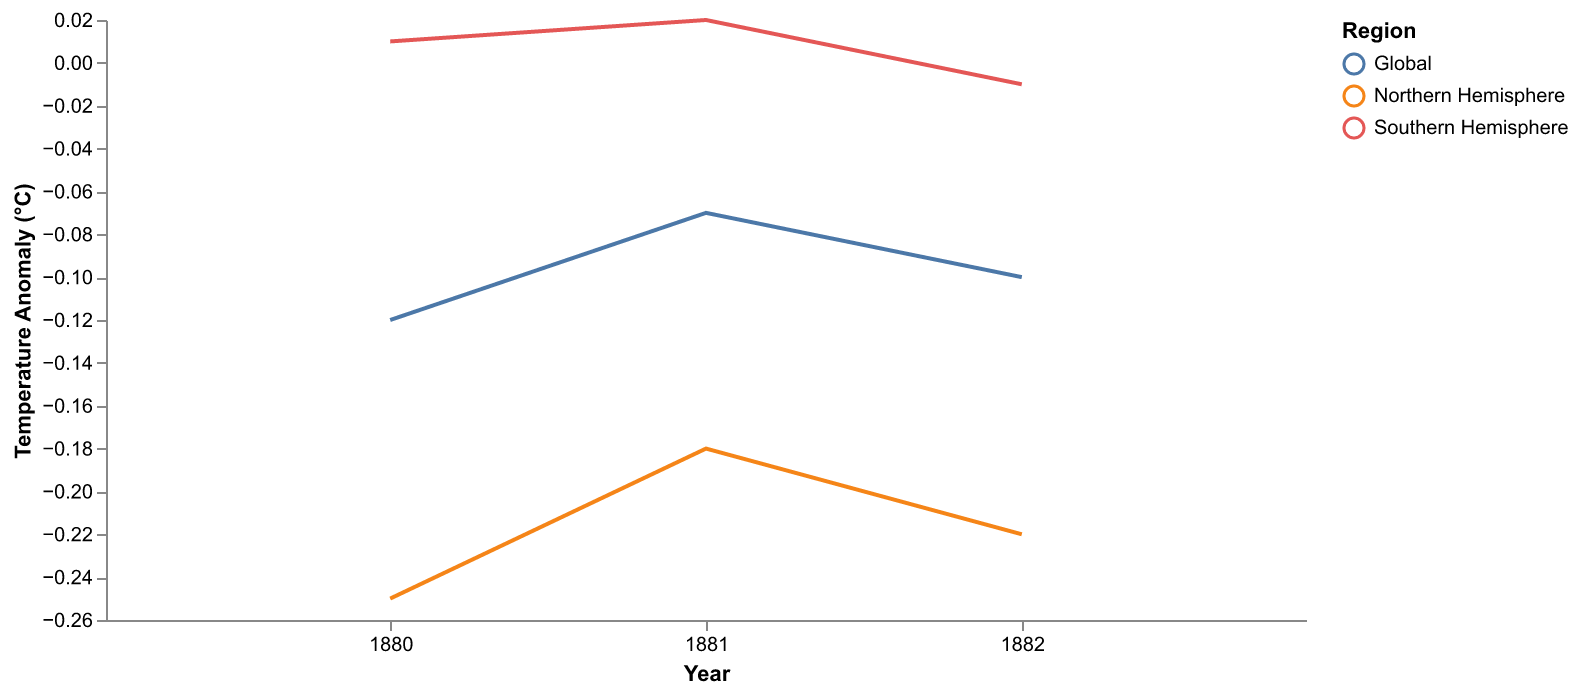 0.02
0.00
−0.02
−0.04
−0.06
−0.08
−0.10
−0.12
−0.14
−0.16
−0.18
−0.20
−0.22
−0.24
−0.26
Temperature Anomaly (°C)
1880 1881 1882
Year
Region
Global
Northern Hemisphere
Southern Hemisphere